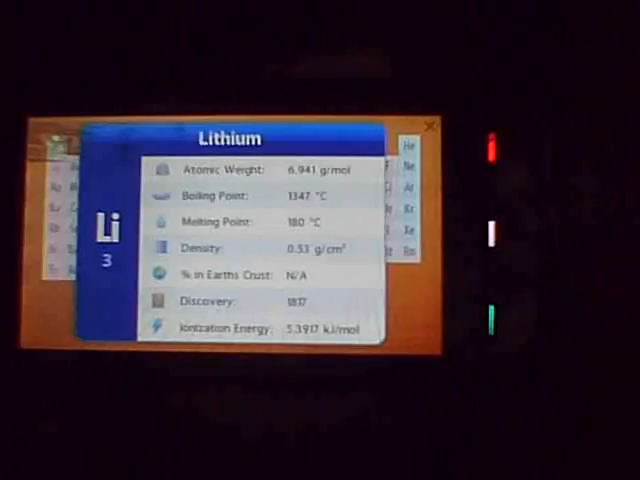 Lithium
He
Atomic Weight: 6.941 g/mol
Ne
Boiling Point: 1347 °C
Ar
Melting Point: 180 °C
Kr
Li
Xe
3
Density: 0.53 g/cm³
Rn
% in Earths Crust: N/A
Discovery: 1817
Ionization Energy: 5.3917 kJ/mol